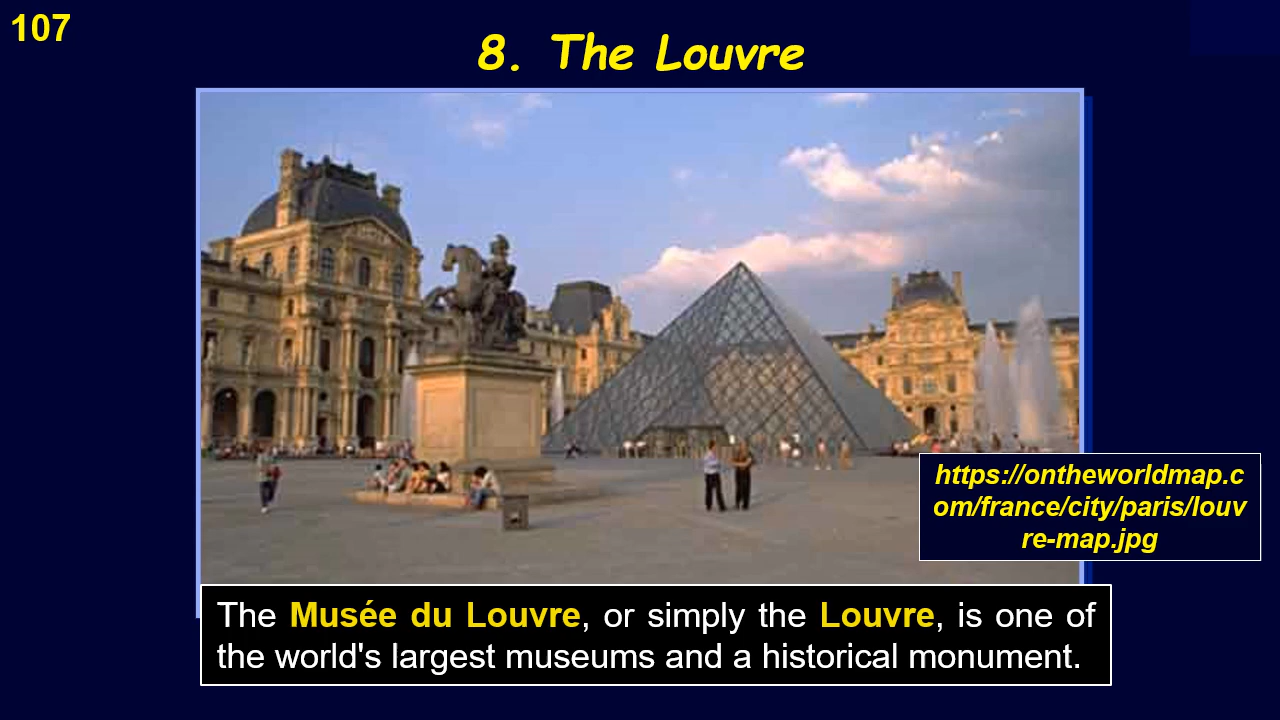 107
8. The Louvre
https://ontheworldmap.c
om/france/city/paris/louv
re-map.jpg
The Musée du Louvre, or simply the Louvre, is one of
the world's largest museums and a historical monument.